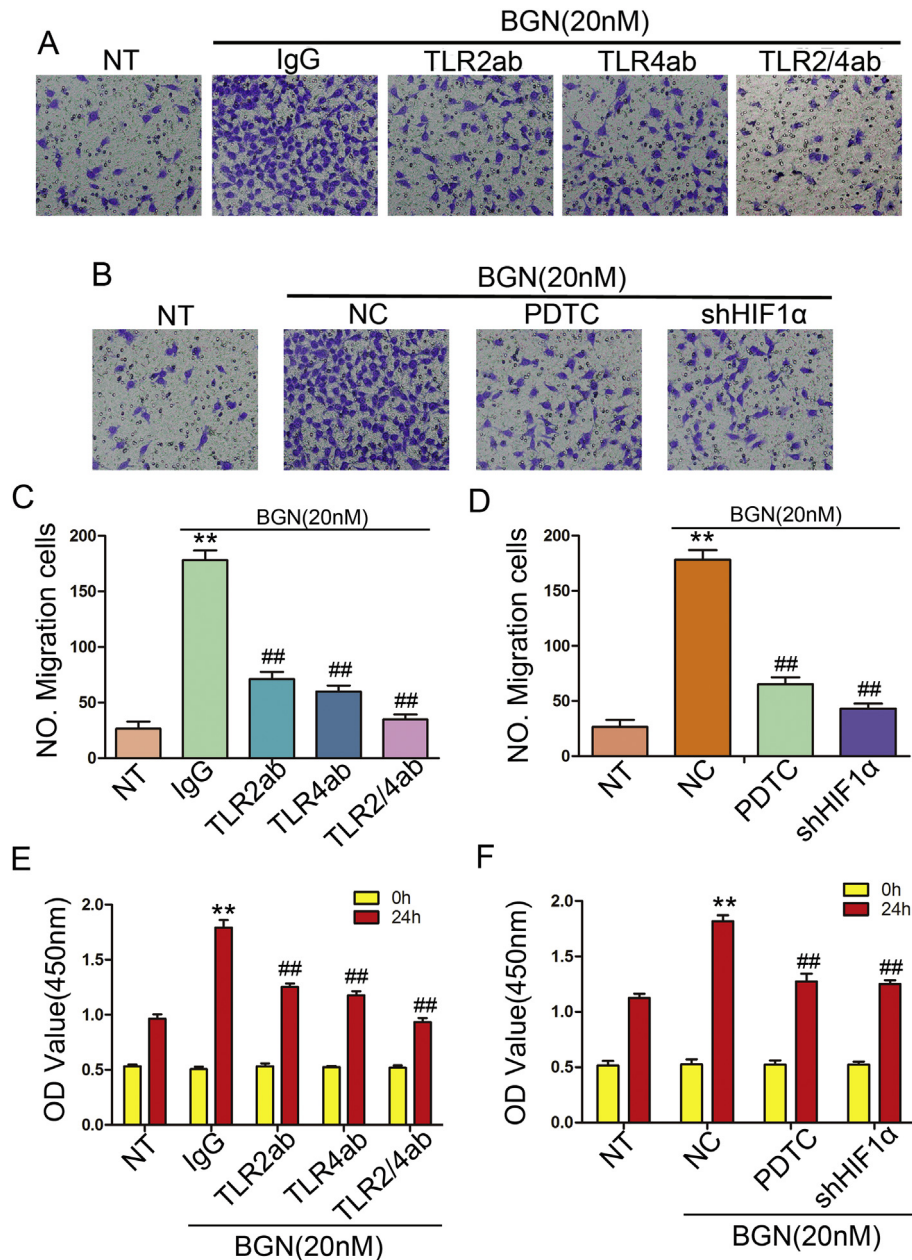 A
BGN(20nM)
NT IgG TLR2ab TLR4ab TLR2/4ab
B
BGN(20nM)
NT NC PDTC shHIF1α
C
BGN(20nM)
NO. Migration cells
200
150
100
50
0
**
##
##
##
NT IgG TLR2ab TLR4ab TLR2/4ab
D
BGN(20nM)
NO. Migration cells
200
150
100
50
0
**
##
##
NT NC PDTC shHIF1α
E
0h
24h
OD Value(450nm)
2.0
1.5
1.0
0.5
0.0
**
##
##
##
NT IgG TLR2ab TLR4ab TLR2/4ab
BGN(20nM)
F
0h
24h
OD Value(450nm)
2.0
1.5
1.0
0.5
0.0
**
##
##
NT NC PDTC shHIF1α
BGN(20nM)